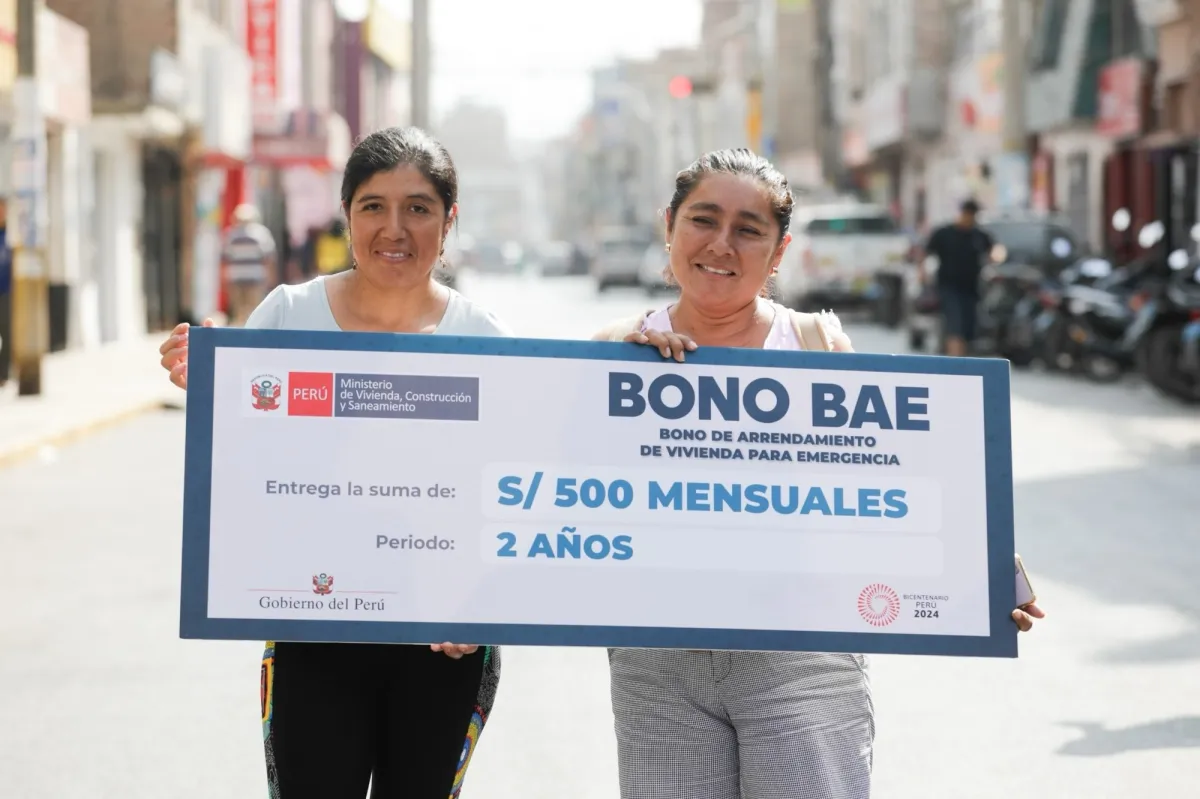 PERÚ
Ministerio
de Vivienda, Construcción
y Saneamiento
BONO BAE
BONO DE ARRENDAMIENTO
DE VIVIENDA PARA EMERGENCIA
Entrega la suma de:
S/ 500 MENSUALES
Periodo:
2 AÑOS
Gobierno del Perú
BICENTENARIO
PERÚ
2024